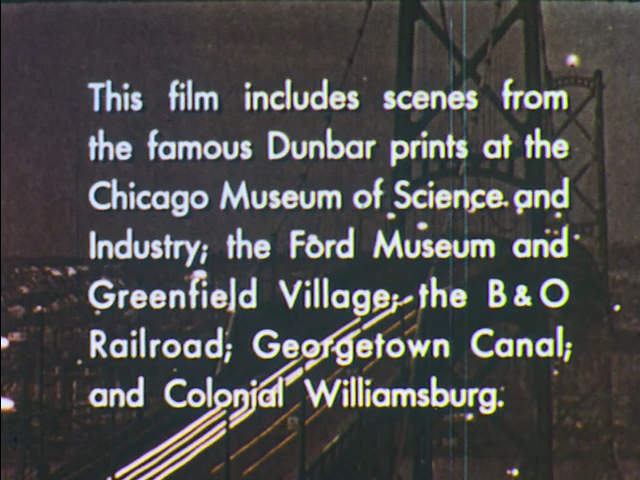 This film includes scenes from
the famous Dunbar prints at the
Chicago Museum of Science and
Industry; the Ford Museum and
Greenfield Village; the B & O
Railroad; Georgetown Canal;
and Colonial Williamsburg.